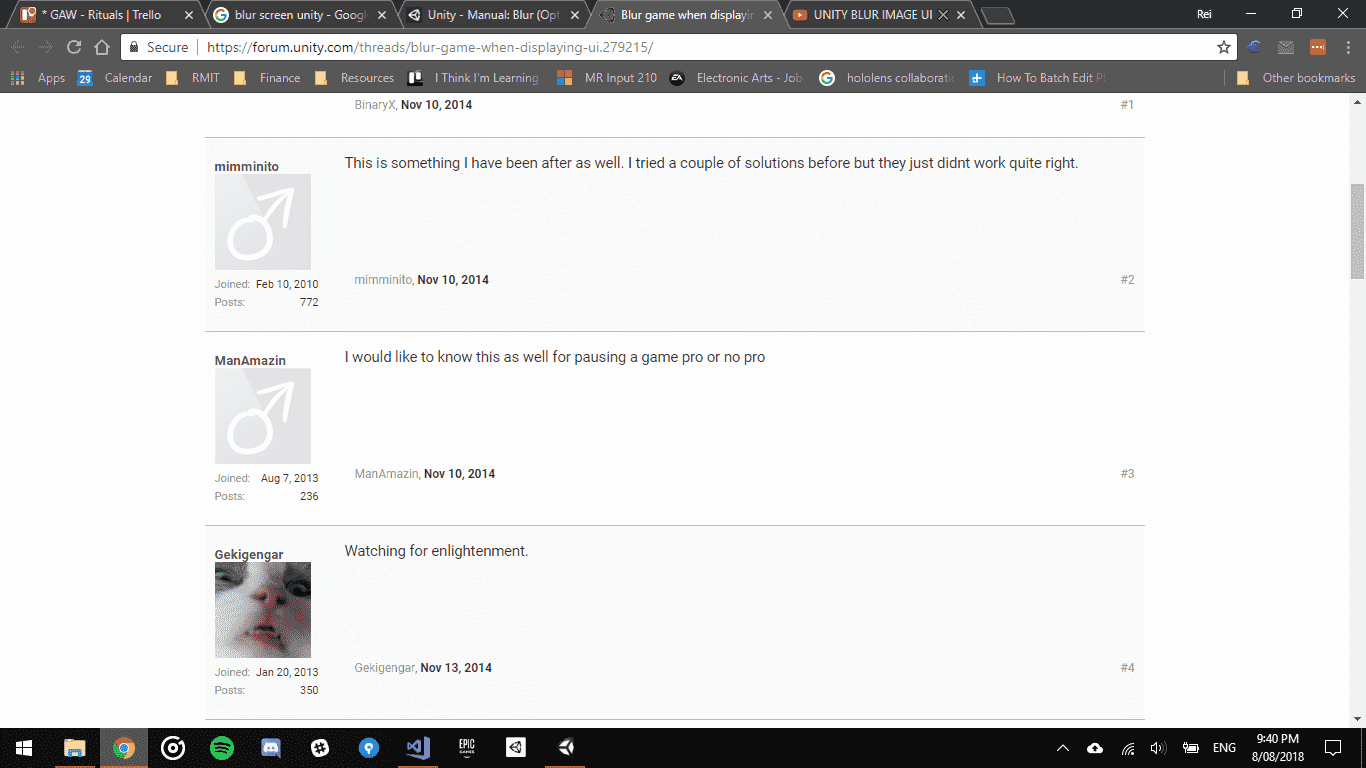 * GAW - Rituals | Trello
blur screen unity - Googl
Unity - Manual: Blur (Opt
Blur game when displayin
UNITY BLUR IMAGE UI
Rei
Secure
https://forum.unity.com/threads/blur-game-when-displaying-ui.279215/
Apps
29
Calendar
RMIT
Finance
Resources
I Think I'm Learning
MR Input 210
EA
Electronic Arts - Job
hololens collaboratio
How To Batch Edit P
Other bookmarks
BinaryX, Nov 10, 2014
#1
mimminito
This is something I have been after as well. I tried a couple of solutions before but they just didnt work quite right.
Joined: Feb 10, 2010
Posts: 772
mimminito, Nov 10, 2014
#2
ManAmazin
I would like to know this as well for pausing a game pro or no pro
Joined: Aug 7, 2013
Posts: 236
ManAmazin, Nov 10, 2014
#3
Gekigengar
Watching for enlightenment.
Joined: Jan 20, 2013
Posts: 350
Gekigengar, Nov 13, 2014
#4
EPIC
GAMES
ENG
9:40 PM
8/08/2018